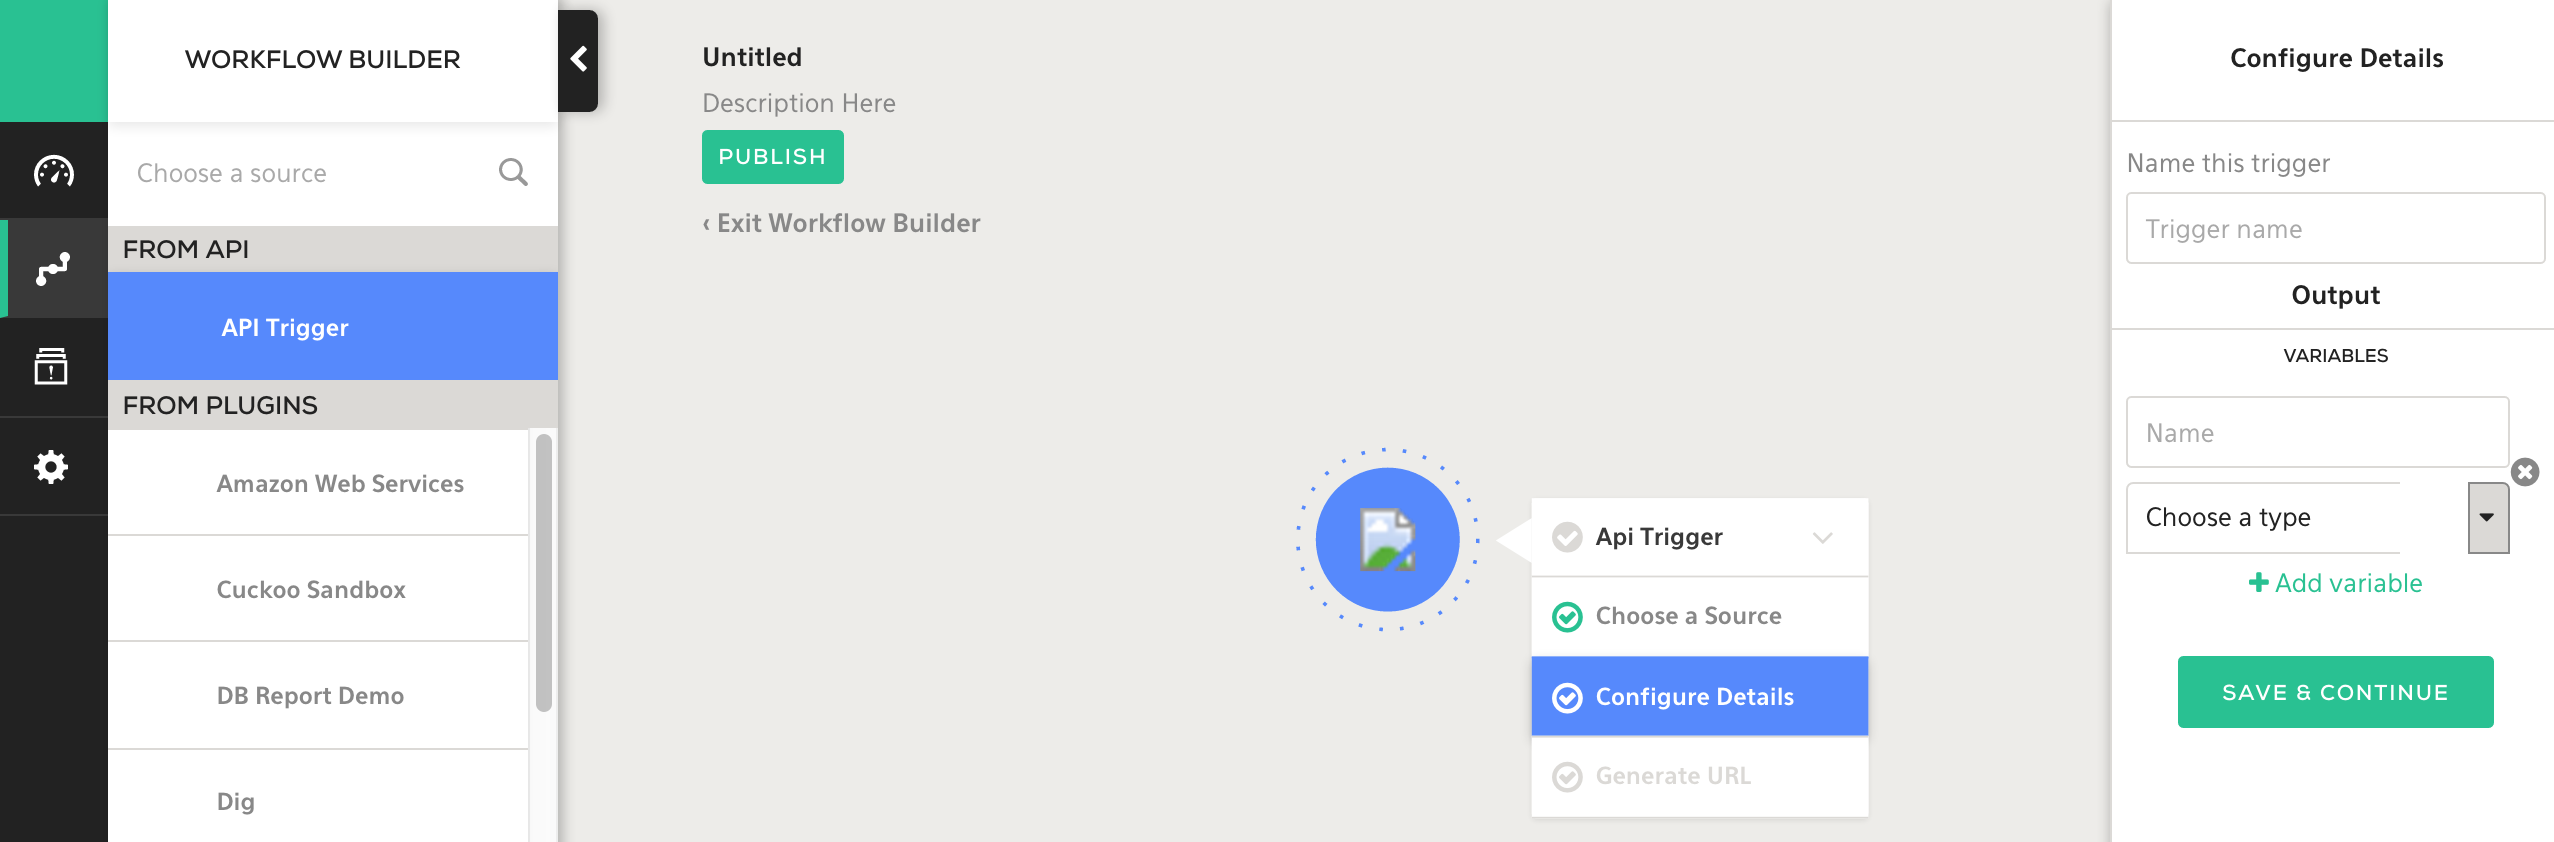 WORKFLOW BUILDER
Choose a source
FROM API
API Trigger
FROM PLUGINS
Amazon Web Services
Cuckoo Sandbox
DB Report Demo
Dig
Untitled
Description Here
PUBLISH
‹ Exit Workflow Builder
Api Trigger
Choose a Source
Configure Details
Generate URL
Configure Details
Name this trigger
Trigger name
Output
VARIABLES
Name
Choose a type
Add variable
SAVE & CONTINUE